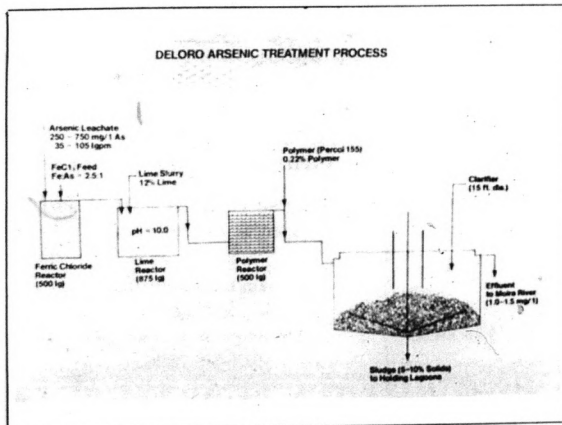 DELORO ARSENIC TREATMENT PROCESS
Arsenic Leachate
250 - 750 mg/1 As
35 - 105 Igpm
FeC1, Feed
Fe:As - 2.5:1
Lime Slurry
12% Lime
Polymer (Percol 155)
0.22% Polymer
Clarifier
(15 ft. dia.)
pH - 10.0
Ferric Chloride
Reactor
(500 Ig)
Lime
Reactor
(875 Ig)
Polymer
Reactor
(500 Ig)
Effluent
to Moira River
(1.0-1.5 mg/1)
Sludge (5-10% Solids)
to Holding Lagoons